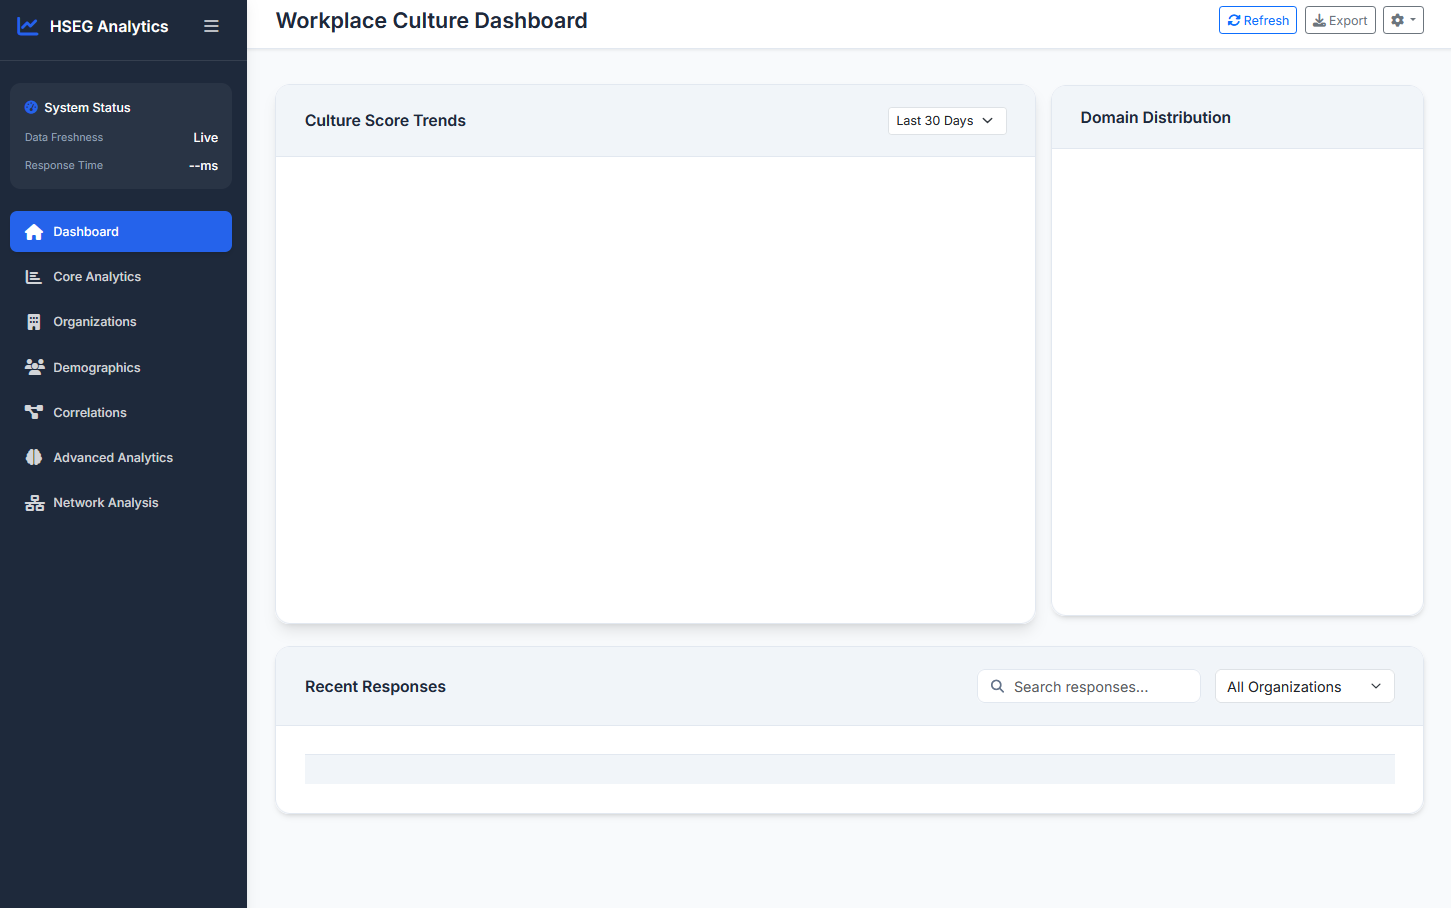 HSEG Analytics
System Status
Data Freshness Live
Response Time --ms
Dashboard
Core Analytics
Organizations
Demographics
Correlations
Advanced Analytics
Network Analysis
Workplace Culture Dashboard
Refresh
Export
Culture Score Trends
Last 30 Days
Domain Distribution
Recent Responses
Search responses...
All Organizations